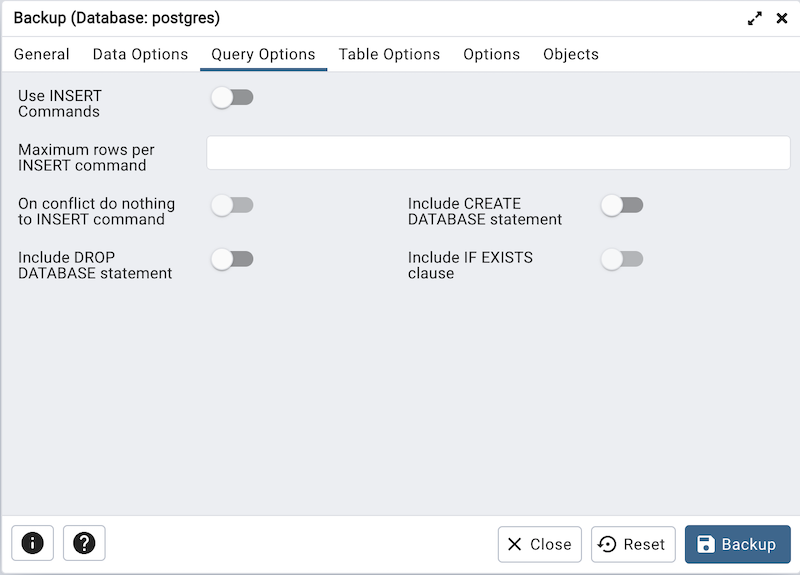 Backup (Database: postgres)
General Data Options Query Options Table Options Options Objects
Use INSERT
Commands
Maximum rows per
INSERT command
On conflict do nothing
to INSERT command
Include CREATE
DATABASE statement
Include DROP
DATABASE statement
Include IF EXISTS
clause
Close Reset Backup